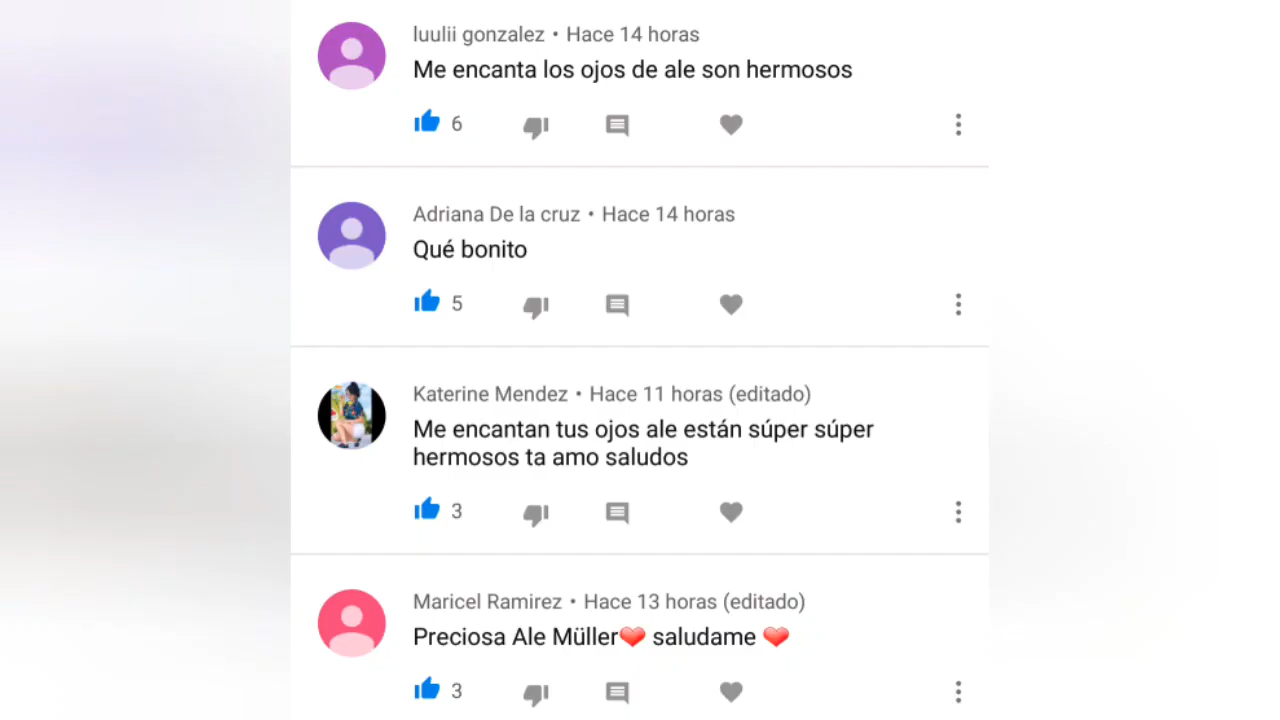 luulii gonzalez • Hace 14 horas
Me encanta los ojos de ale son hermosos
6
Adriana De la cruz • Hace 14 horas
Qué bonito
5
Katerine Mendez • Hace 11 horas (editado)
Me encantan tus ojos ale están súper súper
hermosos ta amo saludos
3
Maricel Ramirez • Hace 13 horas (editado)
Preciosa Ale Müller❤ saludame ❤
3